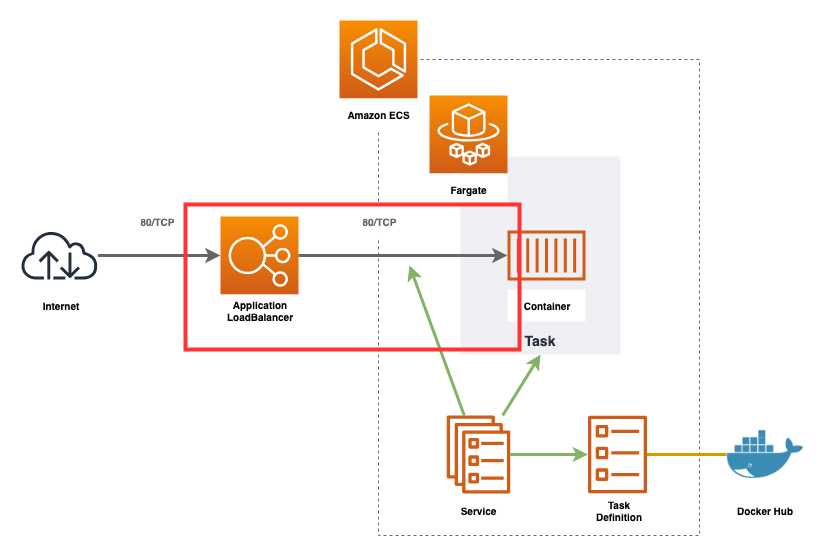 Amazon ECS
Fargate
80/TCP
80/TCP
Internet
Application
LoadBalancer
Container
Task
Service
Task
Definition
Docker Hub